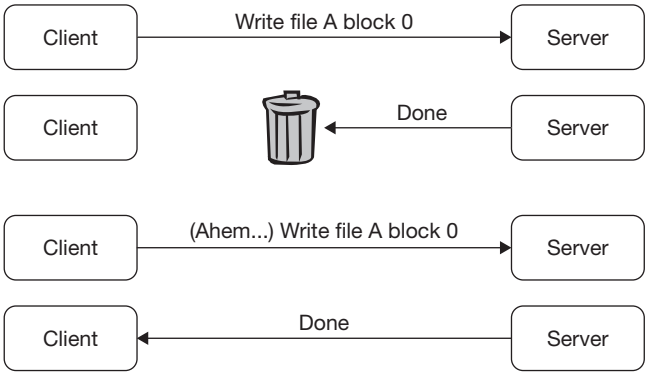 Client
Write file A block 0
Server
Client
Done
Server
Client
(Ahem...) Write file A block 0
Server
Client
Done
Server